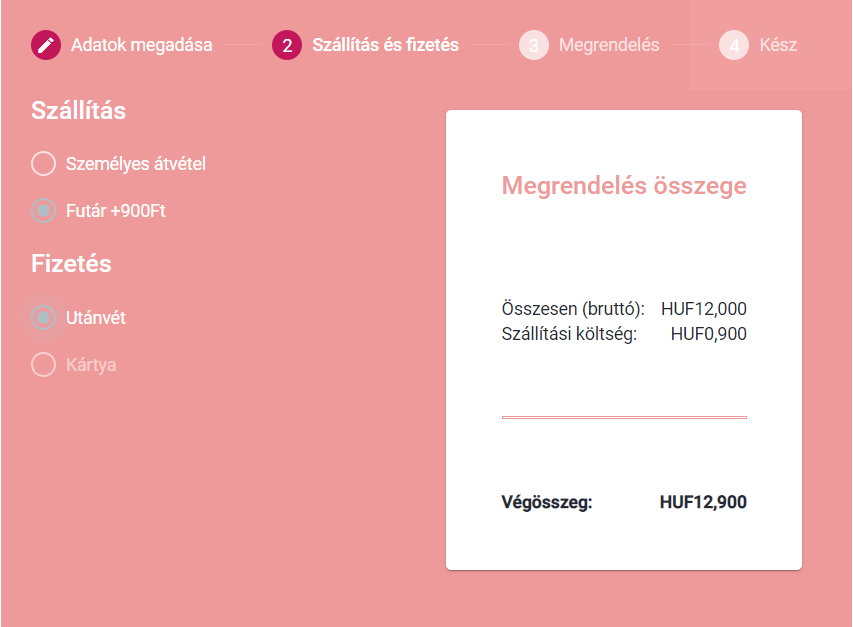 Adatok megadása
2 Szállítás és fizetés
3 Megrendelés
4 Kész
Szállítás
Személyes átvétel
Futár +900Ft
Fizetés
Utánvét
Kártya
Megrendelés összege
Összesen (bruttó): HUF12,000
Szállítási költség: HUF0,900
Végösszeg: HUF12,900